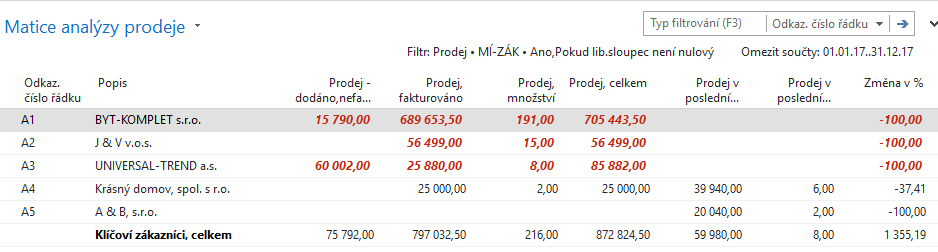 Matice analýzy prodeje
Typ filtrování (F3) Odkaz. číslo řádku
Filtr: Prodej • MÍ-ZÁK • Ano,Pokud lib.sloupec není nulový Omezit součty: 01.01.17..31.12.17
Odkaz. číslo řádku Popis Prodej - dodáno,nefa... Prodej, fakturováno Prodej, množství Prodej, celkem Prodej v poslední... Prodej v poslední... Změna v %
A1 BYT-KOMPLET s.r.o. 15 790,00 689 653,50 191,00 705 443,50 -100,00
A2 J & V v.o.s. 56 499,00 15,00 56 499,00 -100,00
A3 UNIVERSAL-TREND a.s. 60 002,00 25 880,00 8,00 85 882,00 -100,00
A4 Krásný domov, spol. s r.o. 25 000,00 2,00 25 000,00 39 940,00 6,00 -37,41
A5 A & B, s.r.o. 20 040,00 2,00 -100,00
Klíčoví zákazníci, celkem 75 792,00 797 032,50 216,00 872 824,50 59 980,00 8,00 1 355,19